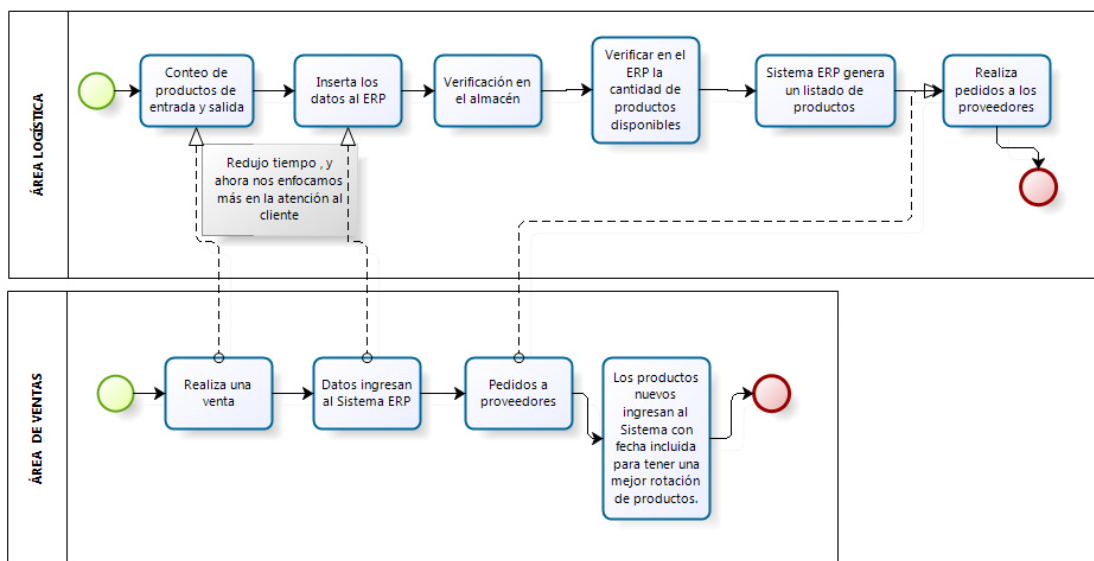 ÁREA LOGÍSTICA
Conteo de
productos de
entrada y salida
Inserta los
datos al ERP
Verificación en
el almacén
Verificar en el
ERP la
cantidad de
productos
disponibles
Sistema ERP genera
un listado de
productos
Realiza
pedidos a los
proveedores
Redujo tiempo , y
ahora nos enfocamos
más en la atención al
cliente
ÁREA DE VENTAS
Realiza una
venta
Datos ingresan
al Sistema ERP
Pedidos a
proveedores
Los productos
nuevos
ingresan al
Sistema con
fecha incluida
para tener una
mejor rotación
de productos.